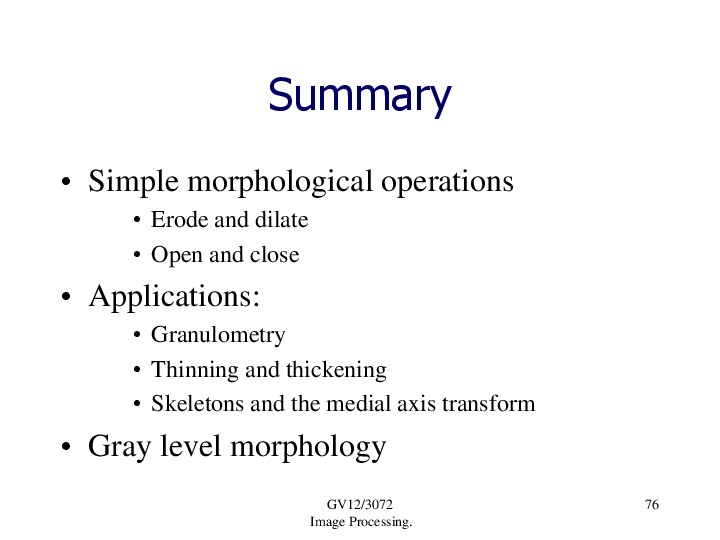 Summary
• Simple morphological operations
• Erode and dilate
• Open and close
• Applications:
• Granulometry
• Thinning and thickening
• Skeletons and the medial axis transform
• Gray level morphology
GV12/3072
Image Processing.
76